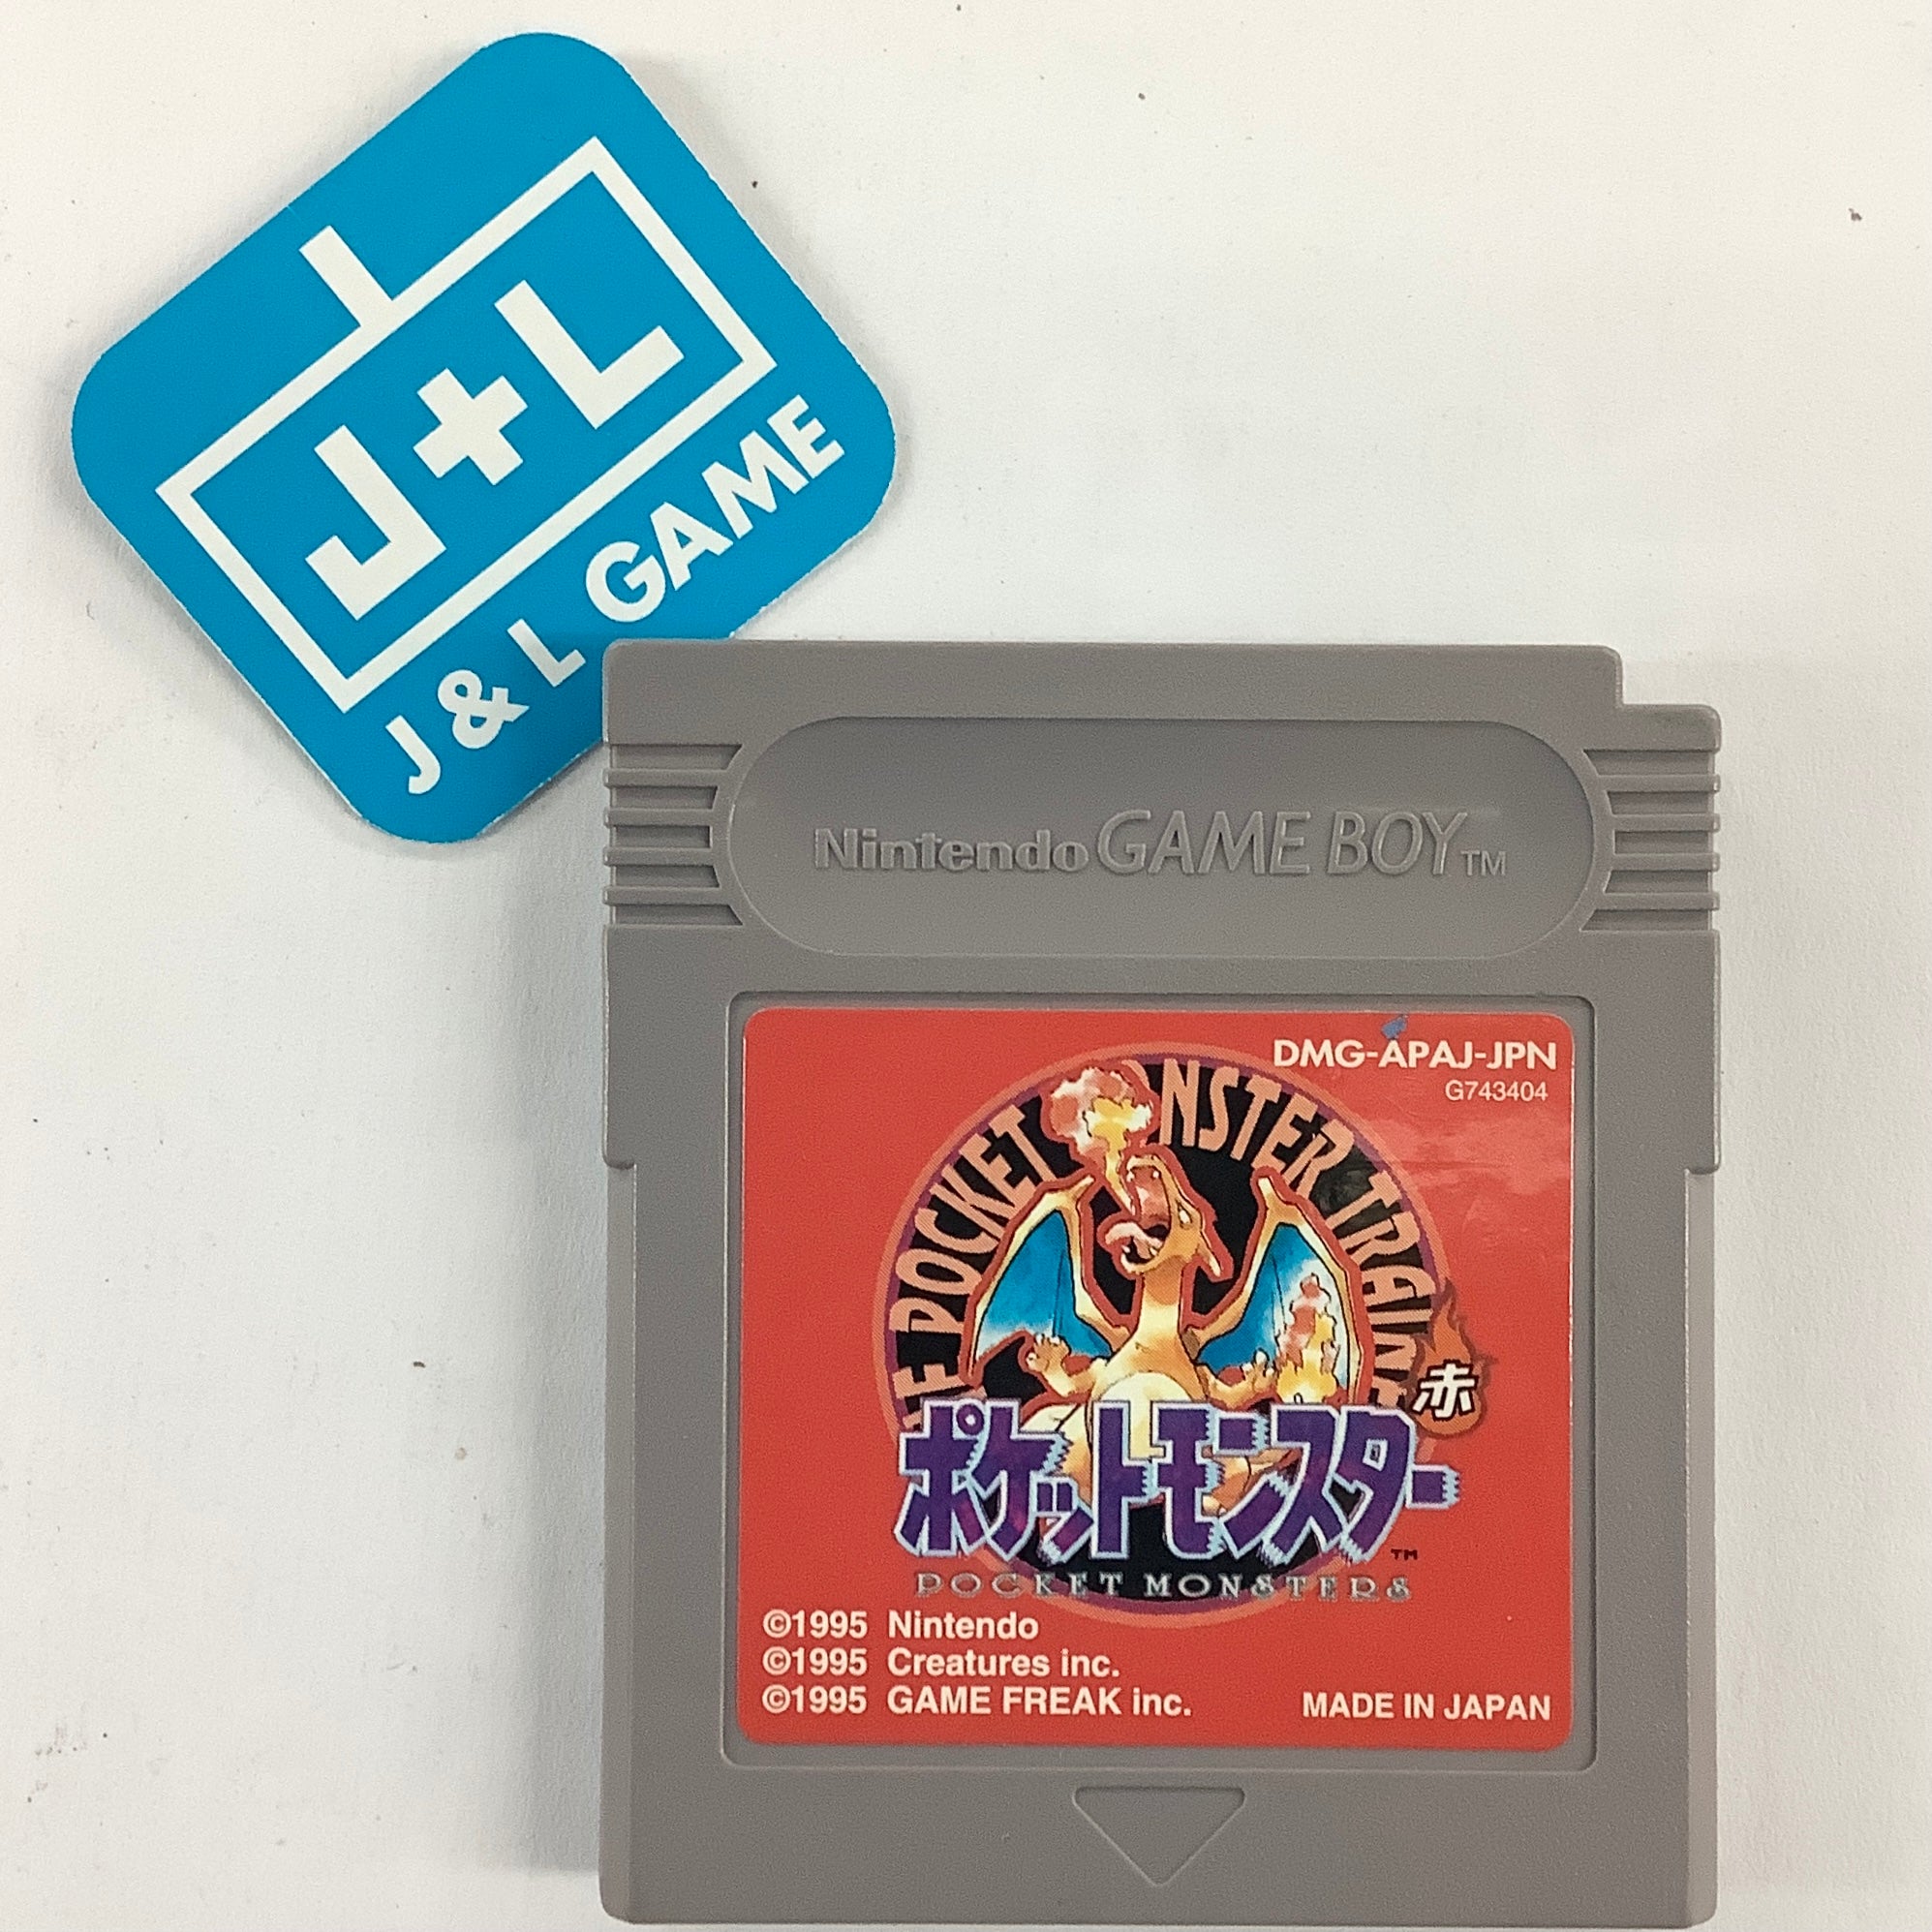 J+L
J & L GAME
Nintendo GAME BOY TM
DMG-APAJ-JPN
G743404
POCKET MONSTER TRAINE
赤
ポケットモンスター
TM
POCKET MONSTERS
©1995 Nintendo
©1995 Creatures inc.
©1995 GAME FREAK inc.
MADE IN JAPAN